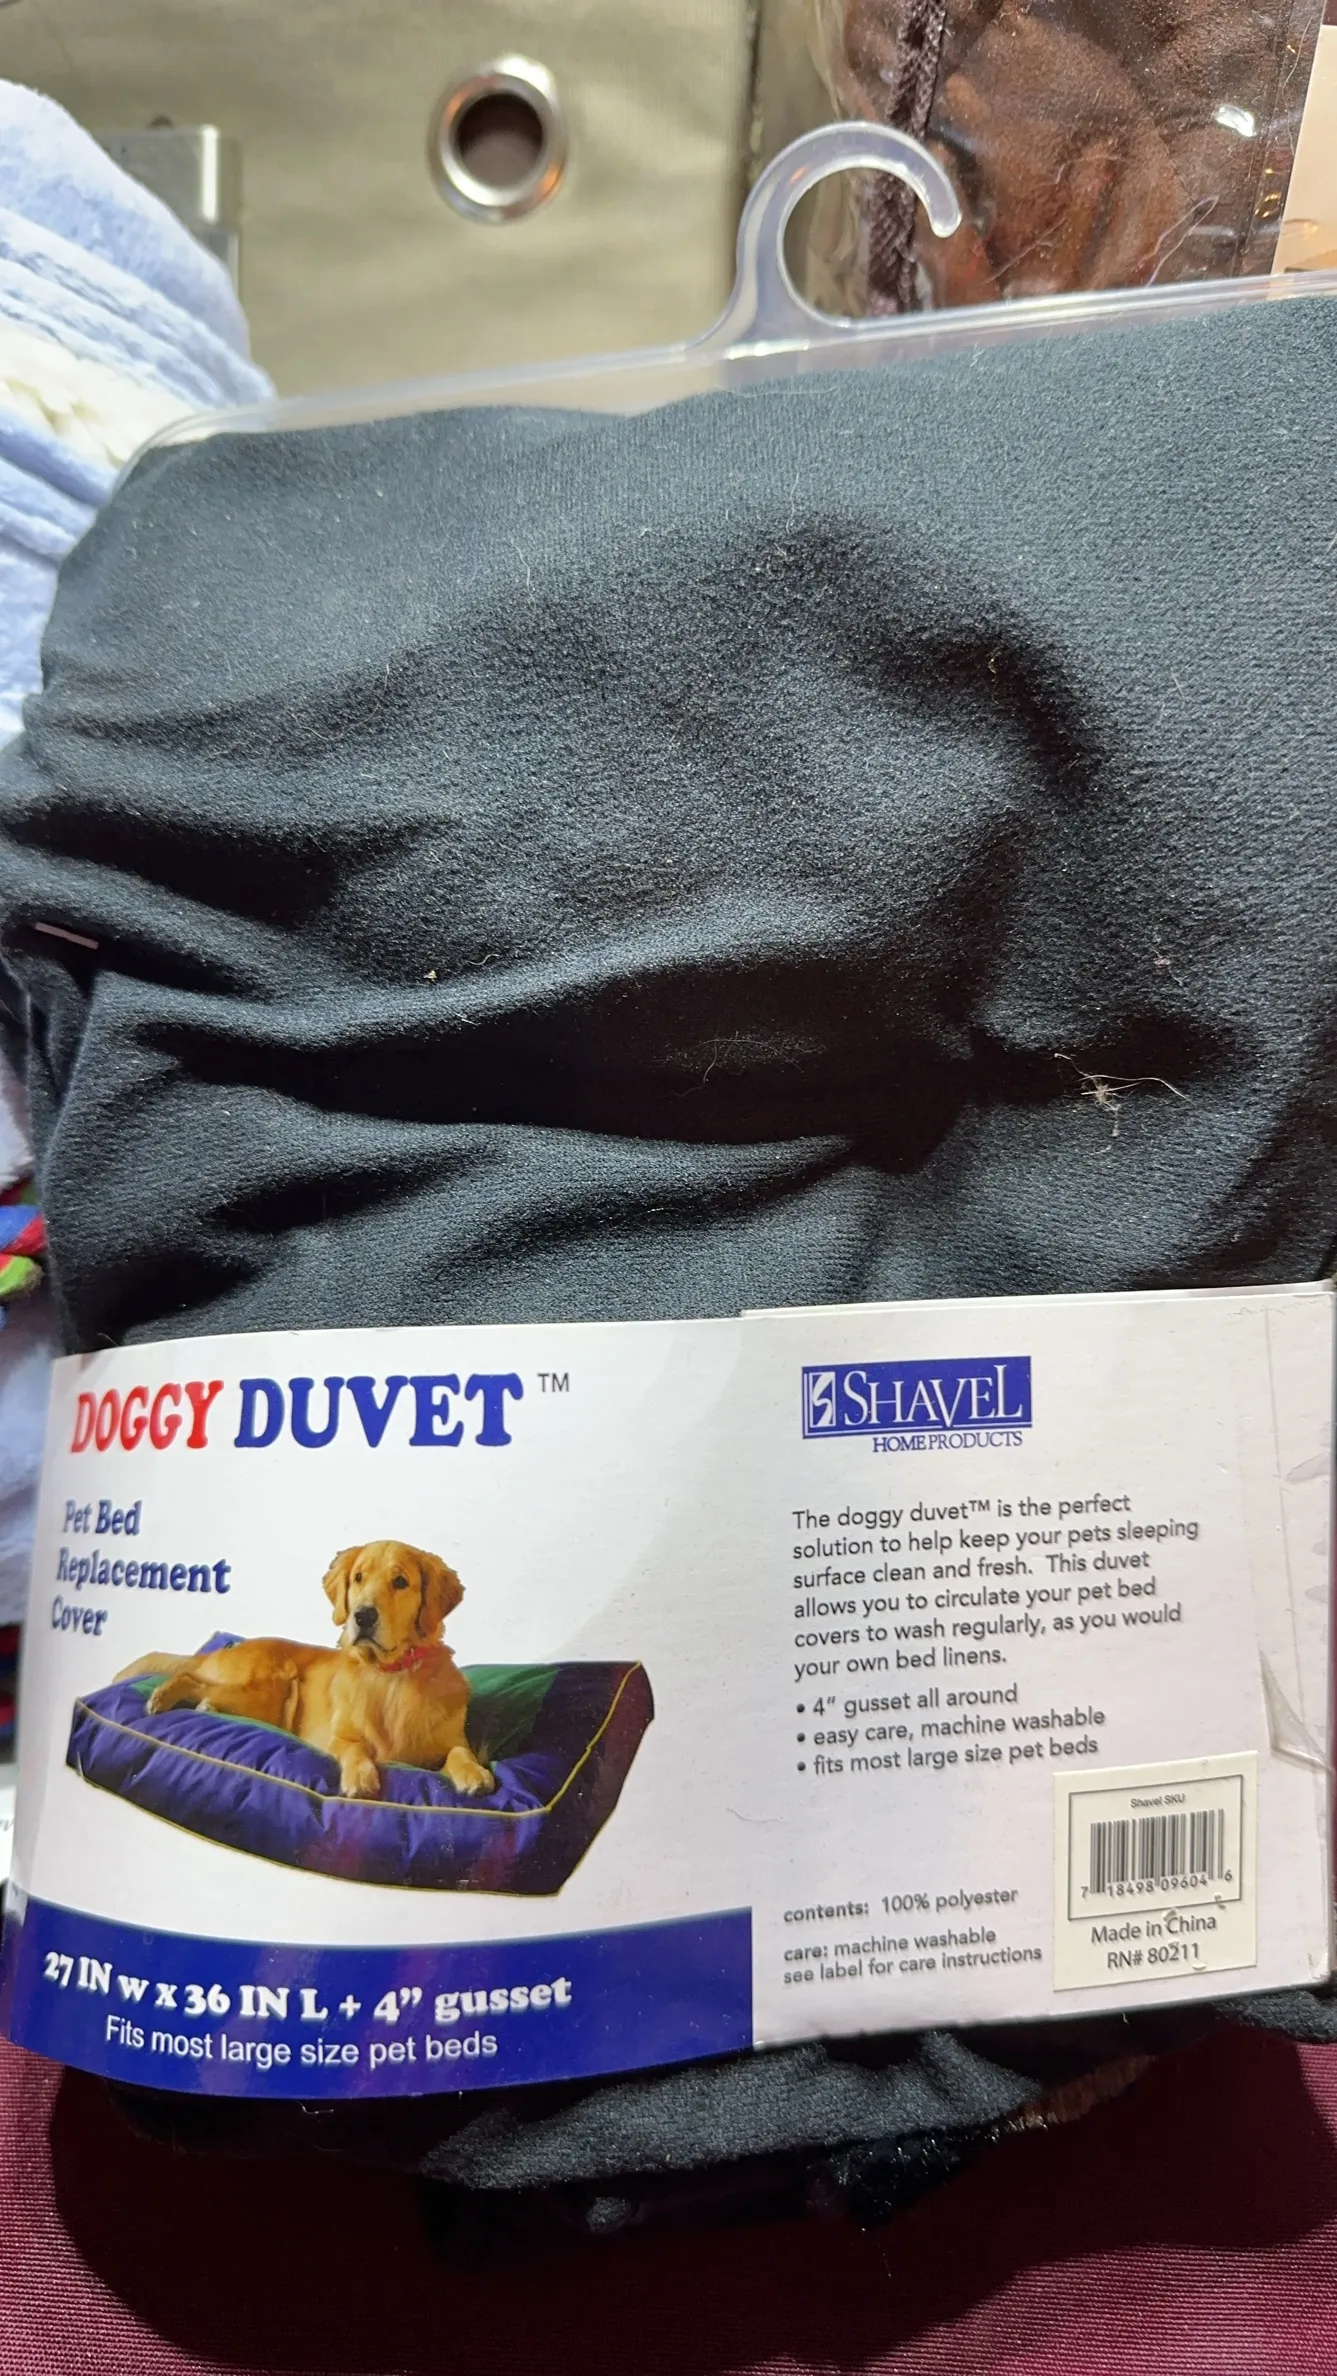 DOGGY DUVET ™
Pet Bed
Replacement
Cover
27 IN w x 36 IN L + 4” gusset
Fits most large size pet beds
SHAVEL
HOME PRODUCTS
The doggy duvet™ is the perfect
solution to help keep your pets sleeping
surface clean and fresh. This duvet
allows you to circulate your pet bed
covers to wash regularly, as you would
your own bed linens.
• 4“ gusset all around
• easy care, machine washable
• fits most large size pet beds
contents: 100% polyester
care: machine washable
see label for care instructions
Shavel SKU
7 18498 09604 6
Made in China
RN# 80211